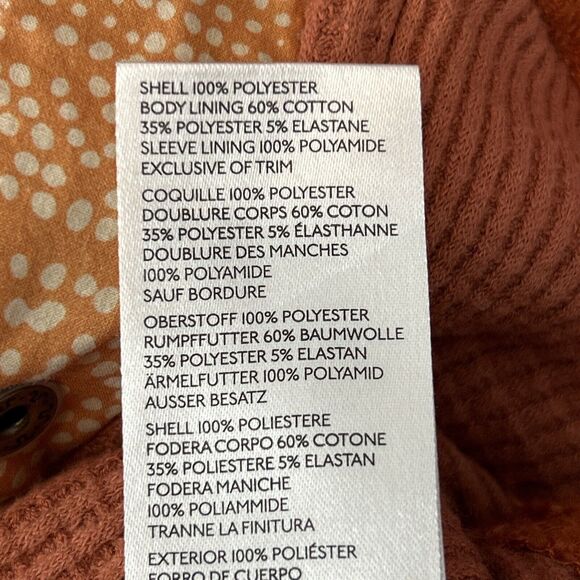 SHELL 100% POLYESTER
BODY LINING 60% COTTON
35% POLYESTER 5% ELASTANE
SLEEVE LINING 100% POLYAMIDE
EXCLUSIVE OF TRIM
COQUILLE 100% POLYESTER
DOUBLURE CORPS 60% COTON
35% POLYESTER 5% ÉLASTHANNE
DOUBLURE DES MANCHES
100% POLYAMIDE
SAUF BORDURE
OBERSTOFF 100% POLYESTER
RUMPFFUTTER 60% BAUMWOLLE
35% POLYESTER 5% ELASTAN
ÄRMELFUTTER 100% POLYAMID
AUSSER BESATZ
SHELL 100% POLIESTERE
FODERA CORPO 60% COTONE
35% POLIESTERE 5% ELASTAN
FODERA MANICHE
100% POLIAMMIDE
TRANNE LA FINITURA
EXTERIOR 100% POLIÉSTER
FORRO DE CUERPO